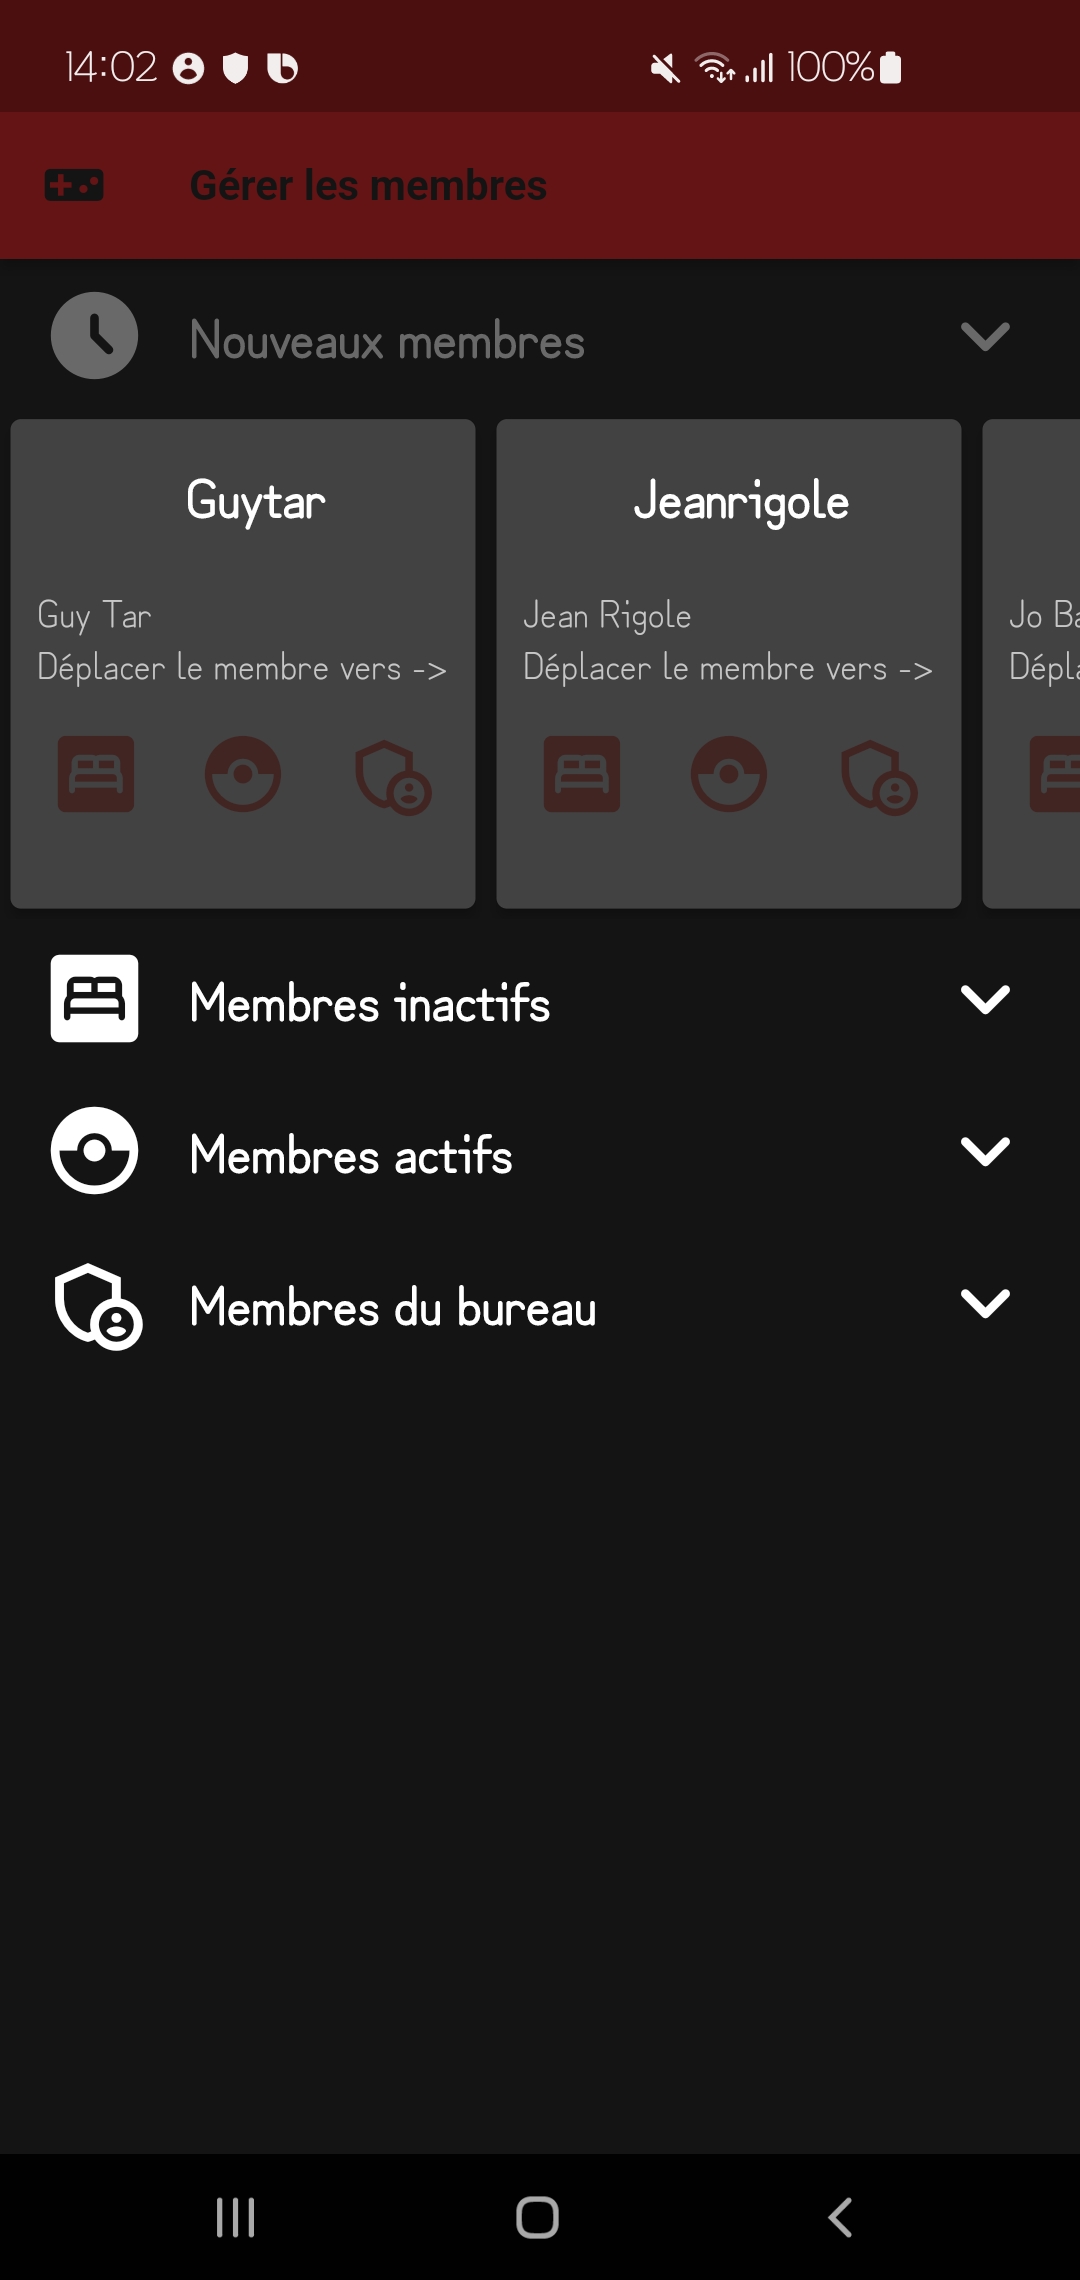 14:02 100%
Gérer les membres
Nouveaux membres
Guytar
Guy Tar
Déplacer le membre vers ->
Jeanrigole
Jean Rigole
Déplacer le membre vers ->
Jo
Membres inactifs
Membres actifs
Membres du bureau